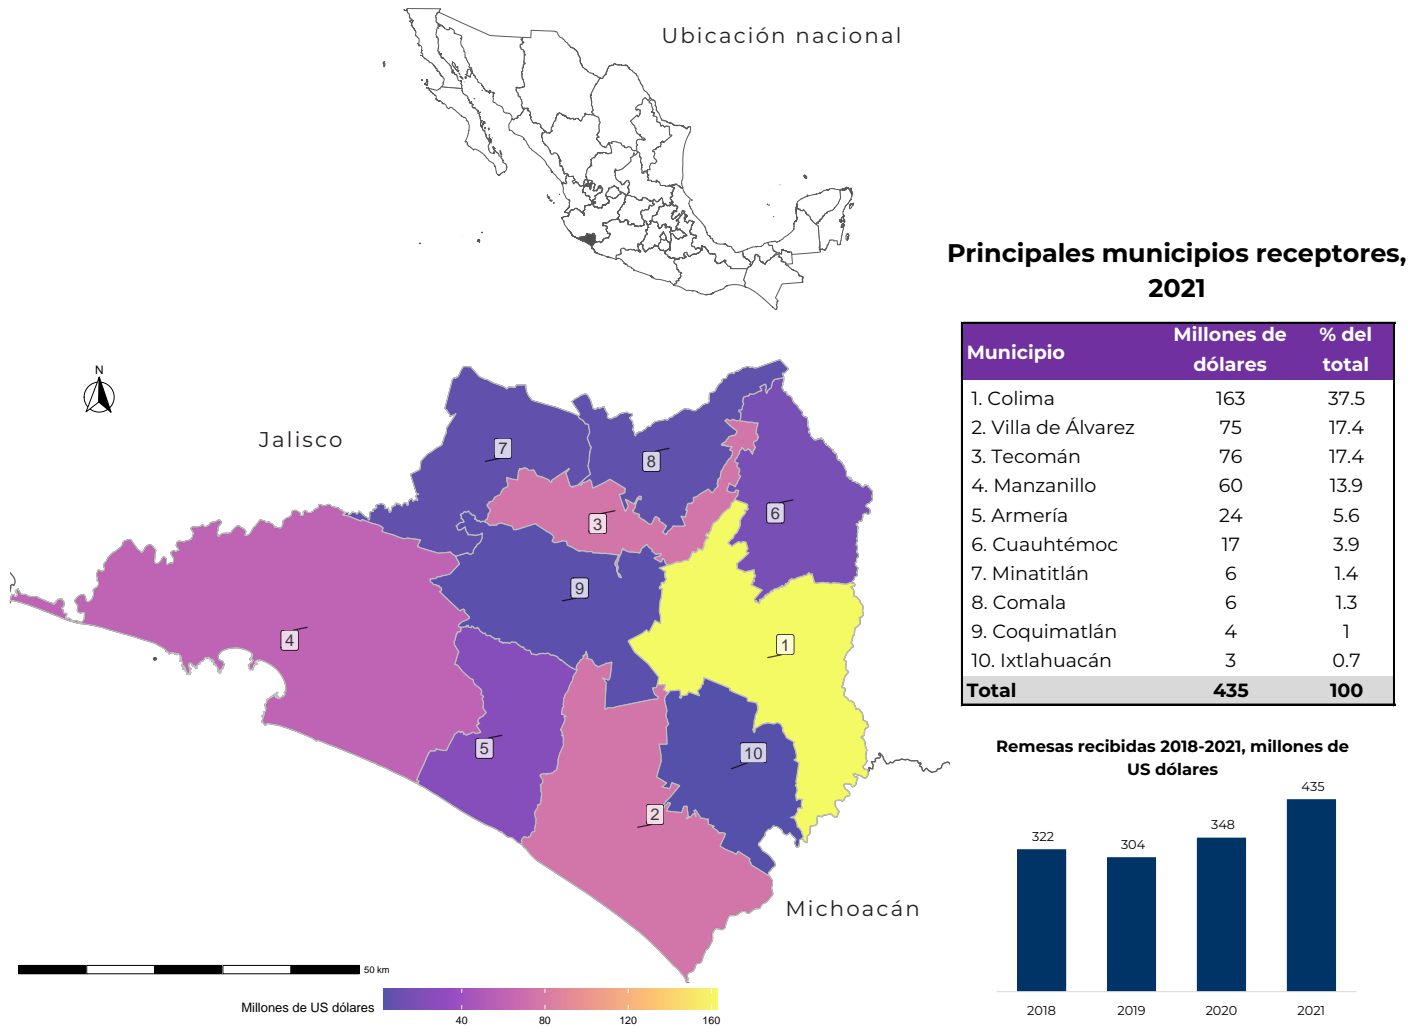 Ubicación nacional
Principales municipios receptores,
2021
Municipio Millones de dólares % del total
1. Colima 163 37.5
2. Villa de Álvarez 75 17.4
3. Tecomán 76 17.4
4. Manzanillo 60 13.9
5. Armería 24 5.6
6. Cuauhtémoc 17 3.9
7. Minatitlán 6 1.4
8. Comala 6 1.3
9. Coquimatlán 4 1
10. Ixtlahuacán 3 0.7
Total 435 100
N
Jalisco
7
8
3
6
9
4
1
5
10
2
Michoacán
50 km
Millones de US dólares
40 80 120 160
Remesas recibidas 2018-2021, millones de
US dólares
322 304 348 435
2018 2019 2020 2021